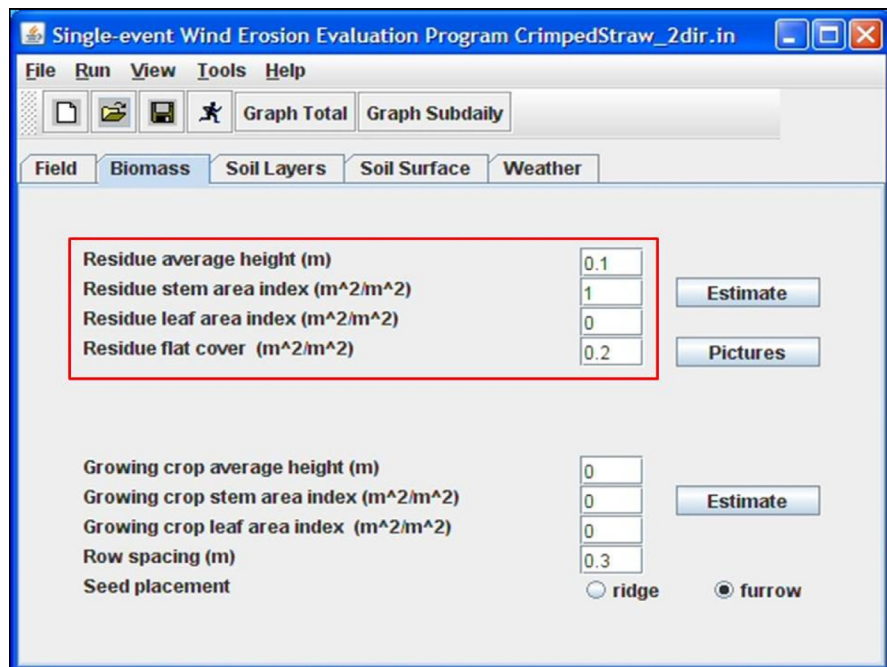 Single-event Wind Erosion Evaluation Program CrimpedStraw_2dir.in
File Run View Tools Help
Graph Total Graph Subdaily
Field Biomass Soil Layers Soil Surface Weather
Residue average height (m) 0.1
Residue stem area index (m^2/m^2) 1 Estimate
Residue leaf area index (m^2/m^2) 0
Residue flat cover (m^2/m^2) 0.2 Pictures
Growing crop average height (m) 0
Growing crop stem area index (m^2/m^2) 0 Estimate
Growing crop leaf area index (m^2/m^2) 0
Row spacing (m) 0.3
Seed placement ridge furrow